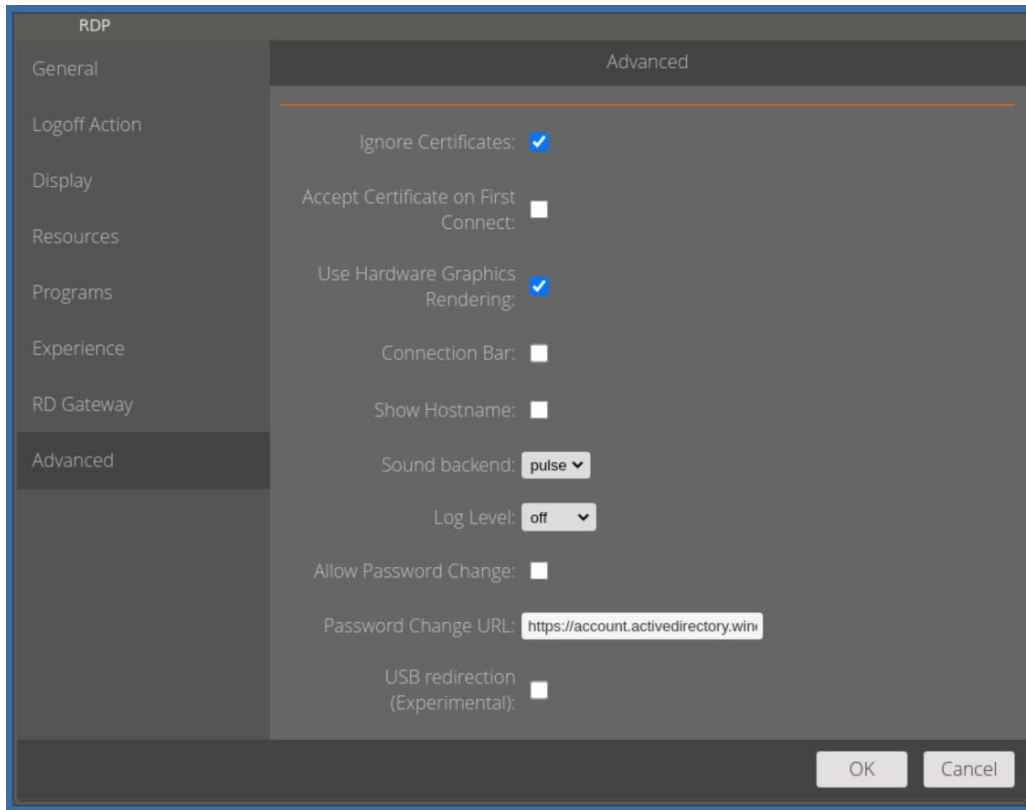 RDP
General
Logoff Action
Display
Resources
Programs
Experience
RD Gateway
Advanced
Advanced
Ignore Certificates:
Accept Certificate on First
Connect:
Use Hardware Graphics
Rendering:
Connection Bar:
Show Hostname:
Sound backend: pulse
Log Level: off
Allow Password Change:
Password Change URL: https://account.activedirectory.win
USB redirection
(Experimental):
OK Cancel